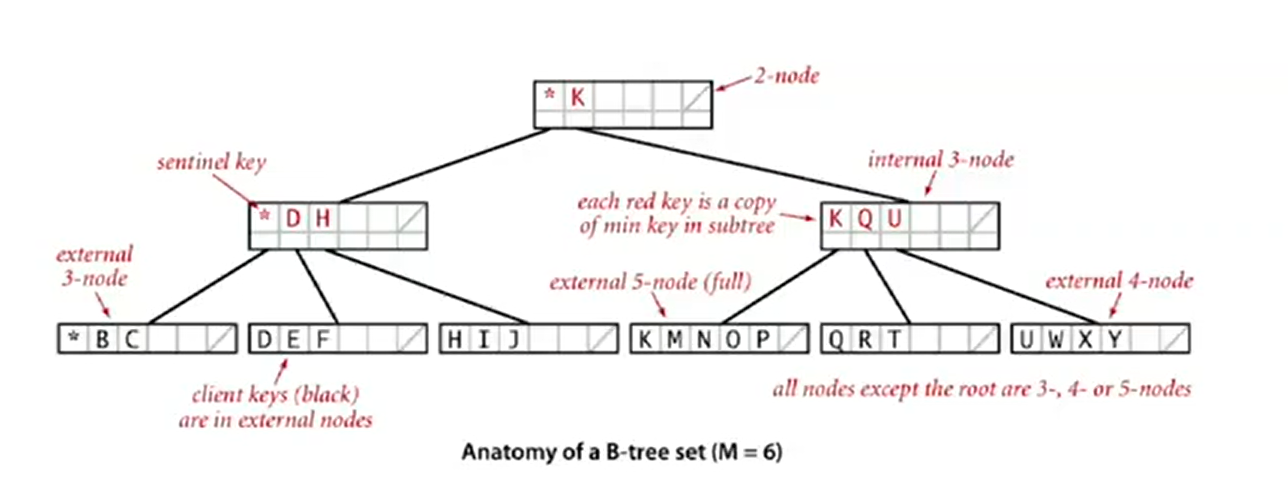 2-node
* K
sentinel key
internal 3-node
each red key is a copy
of min key in subtree
* D H
K Q U
external
3-node
external 5-node (full)
external 4-node
* B C
D E F
H I J
K M N O P
Q R T
U W X Y
client keys (black)
are in external nodes
all nodes except the root are 3-, 4- or 5-nodes
Anatomy of a B-tree set (M = 6)